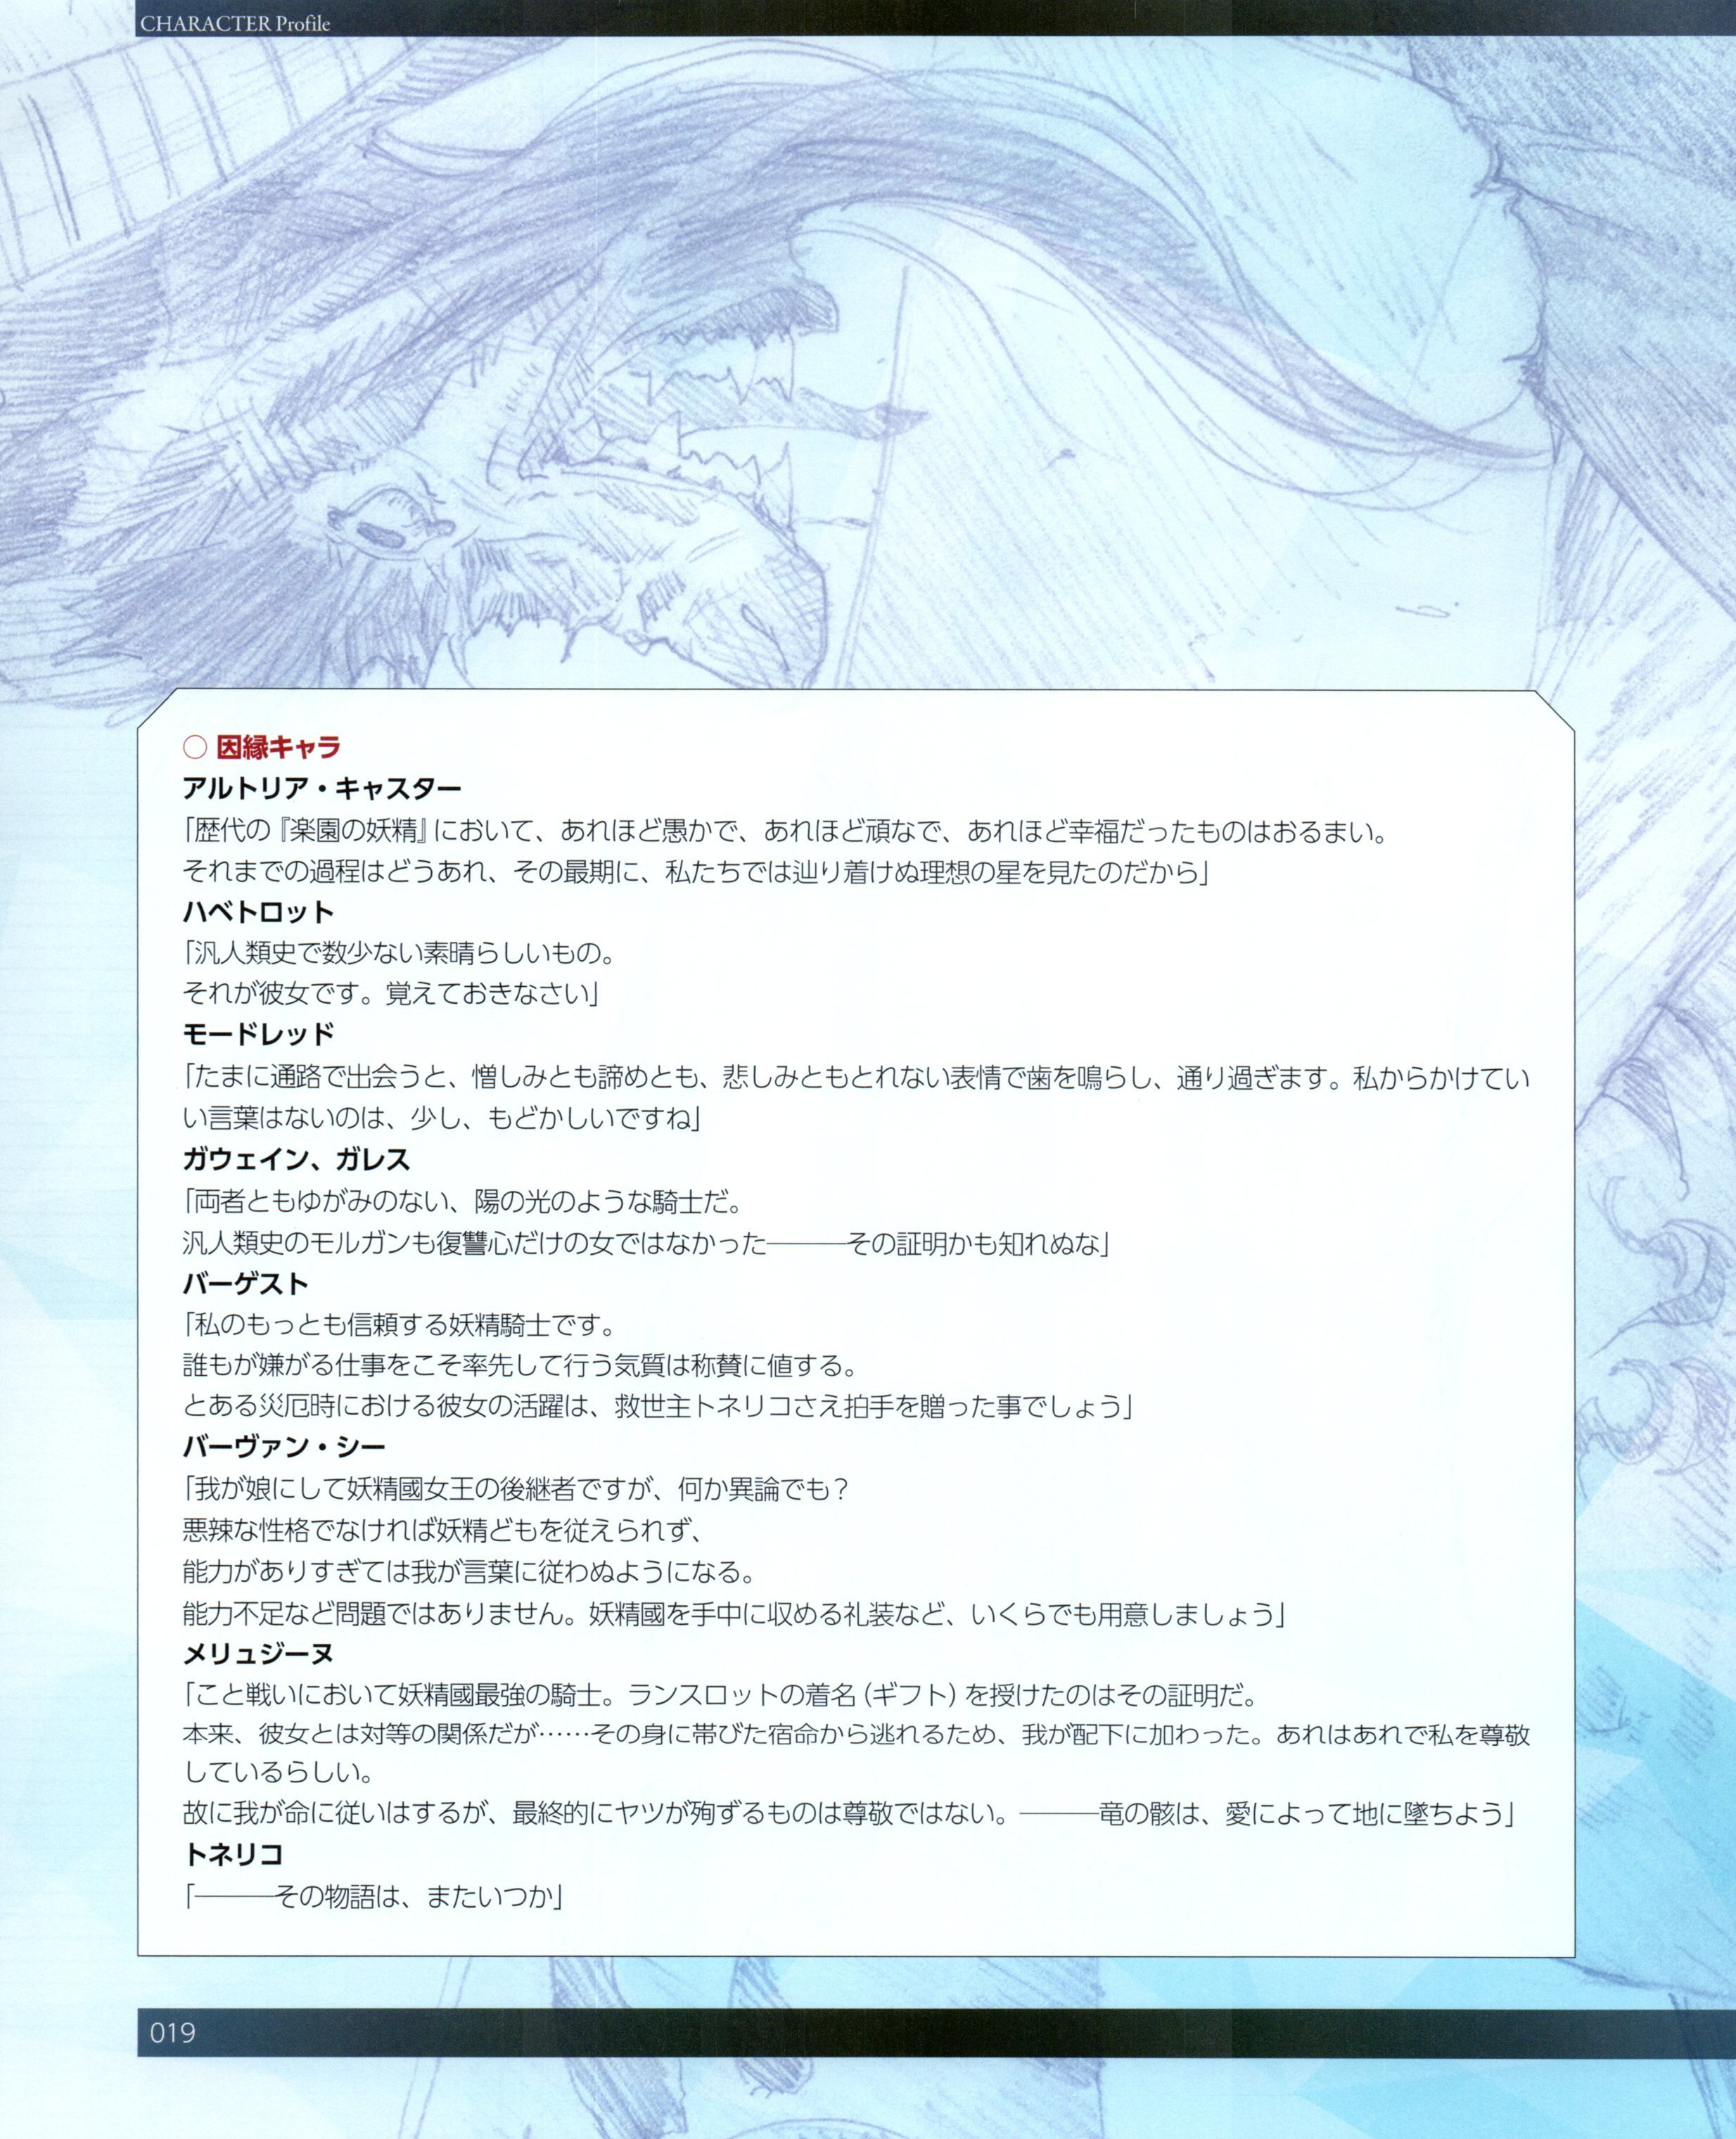 CHARACTER Profile
○ 因縁キャラ
アルトリア・キャスター
「歴代の『楽園の妖精』において、あれほど愚かで、あれほど頑なで、あれほど幸福だったものはおるまい。
それまでの過程はどうあれ、その最期に、私たちでは辿り着けぬ理想の星を見たのだから」
ハベトロット
「汎人類史で数少ない素晴らしいもの。
それが彼女です。覚えておきなさい」
モードレッド
「たまに通路で出会うと、憎しみとも諦めとも、悲しみともとれない表情で歯を鳴らし、通り過ぎます。私からかけてい
い言葉はないのは、少し、もどかしいですね」
ガウェイン、ガレス
「両者ともゆがみのない、陽の光のような騎士だ。
汎人類史のモルガンも復讐心だけの女ではなかった―――その証明かも知れぬな」
バーゲスト
「私のもっとも信頼する妖精騎士です。
誰もが嫌がる仕事をこそ率先して行う気質は称賛に値する。
とある災厄時における彼女の活躍は、救世主トネリコさえ拍手を贈った事でしょう」
バーヴァン・シー
「我が娘にして妖精國女王の後継者ですが、何か異論でも?
悪辣な性格でなければ妖精どもを従えられず、
能力がありすぎては我が言葉に従わぬようになる。
能力不足など問題ではありません。妖精國を手中に収める礼装など、いくらでも用意しましょう」
メリュジーヌ
「こと戦いにおいて妖精國最強の騎士。ランスロットの着名(ギフト)を授けたのはその証明だ。
本来、彼女とは対等の関係だが……その身に帯びた宿命から逃れるため、我が配下に加わった。あれはあれで私を尊敬
しているらしい。
故に我が命に従いはするが、最終的にヤツが殉ずるものは尊敬ではない。―――竜の骸は、愛によって地に墜ちよう」
トネリコ
「―――その物語は、またいつか」
019